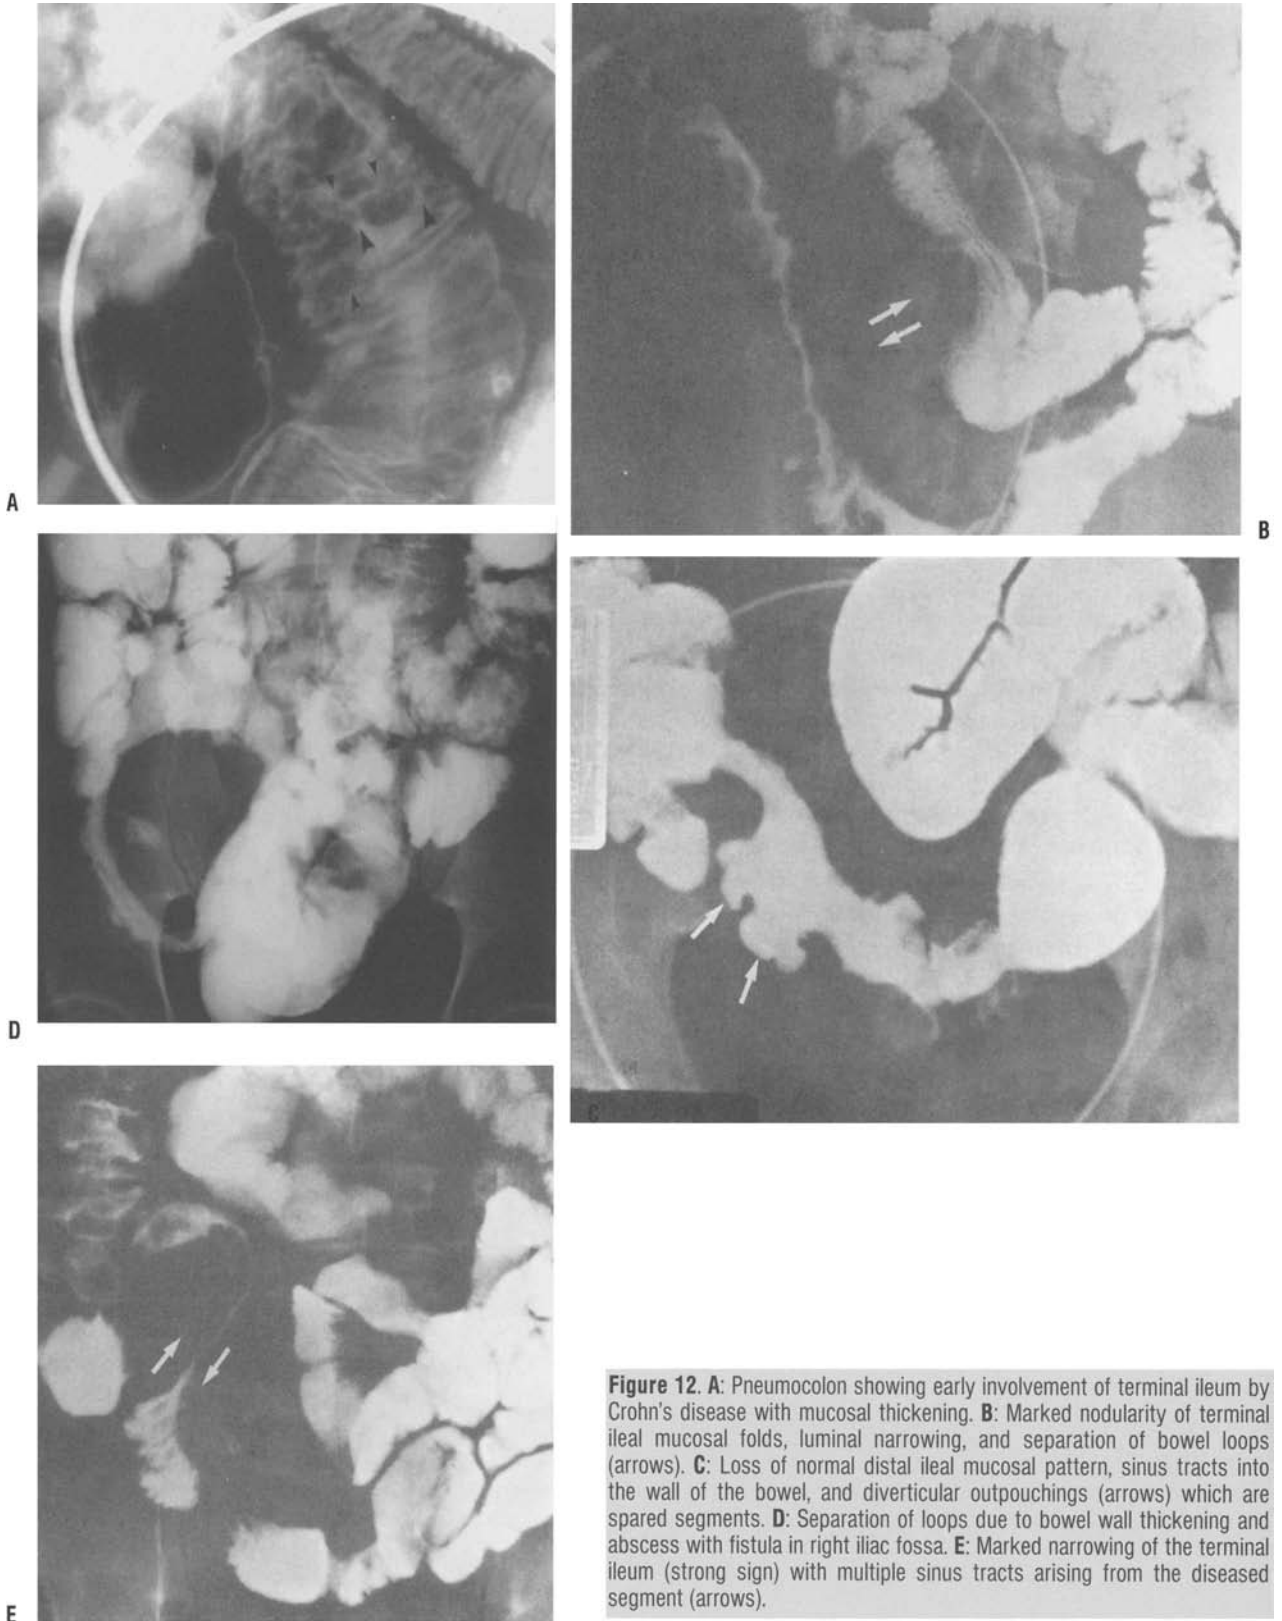 A
B
D
C
E
Figure 12. A: Pneumocolon showing early involvement of terminal ileum by
Crohn's disease with mucosal thickening. B: Marked nodularity of terminal
ileal mucosal folds, luminal narrowing, and separation of bowel loops
(arrows). C: Loss of normal distal ileal mucosal pattern, sinus tracts into
the wall of the bowel, and diverticular outpouchings (arrows) which are
spared segments. D: Separation of loops due to bowel wall thickening and
abscess with fistula in right iliac fossa. E: Marked narrowing of the terminal
ileum (strong sign) with multiple sinus tracts arising from the diseased
segment (arrows).